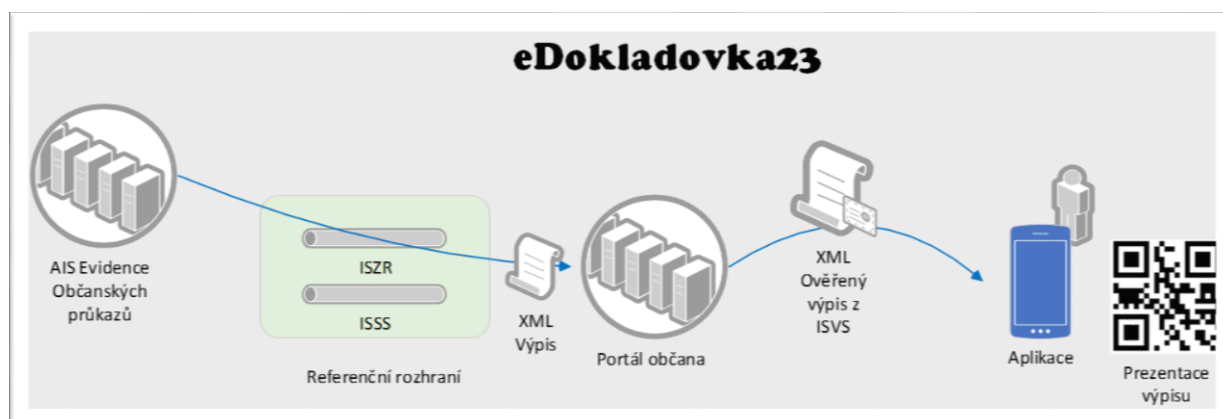 eDokladovka23
AIS Evidence
Občanských
průkazů
ISZR
ISSS
Referenční rozhraní
XML
Výpis
Portál občana
XML
Ověřený
výpis z
ISVS
Aplikace
Prezentace
výpisu